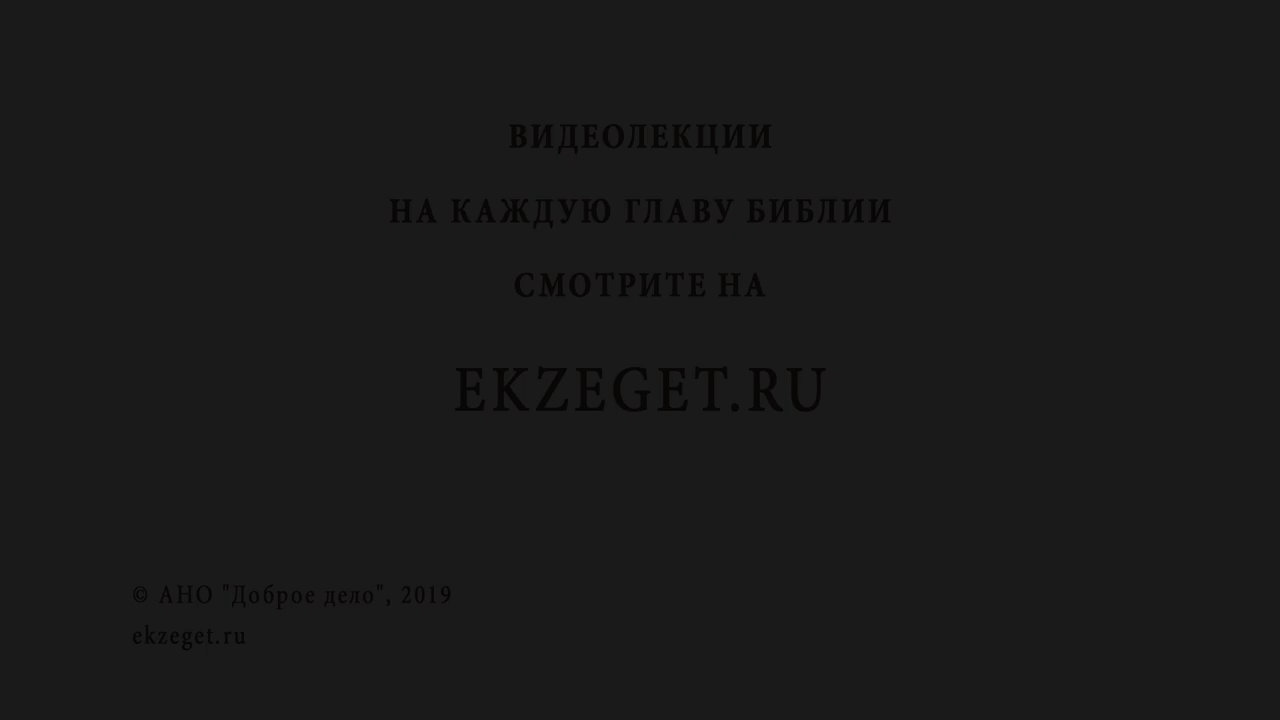 ВИДЕОЛЕКЦИИ
НА КАЖДУЮ ГЛАВУ БИБЛИИ
СМОТРИТЕ НА
EKZEGET.RU
© АНО "Доброе дело", 2019
ekzeget.ru